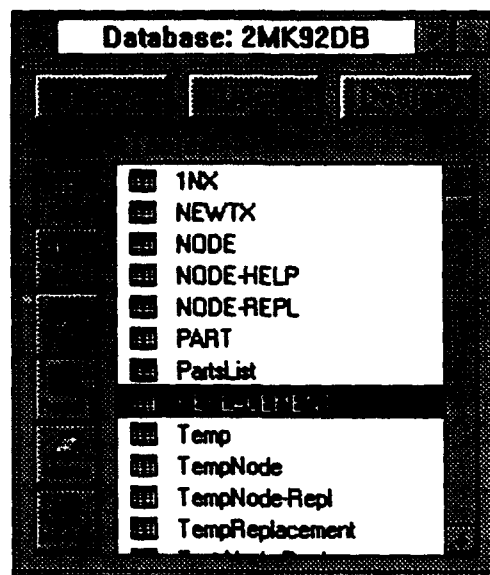 Database: 2MK92DB
1NX
NEWTX
NODE
NODE-HELP
NODE-REPL
PART
PartsList
Temp
TempNode
TempNode-Repl
TempReplacement